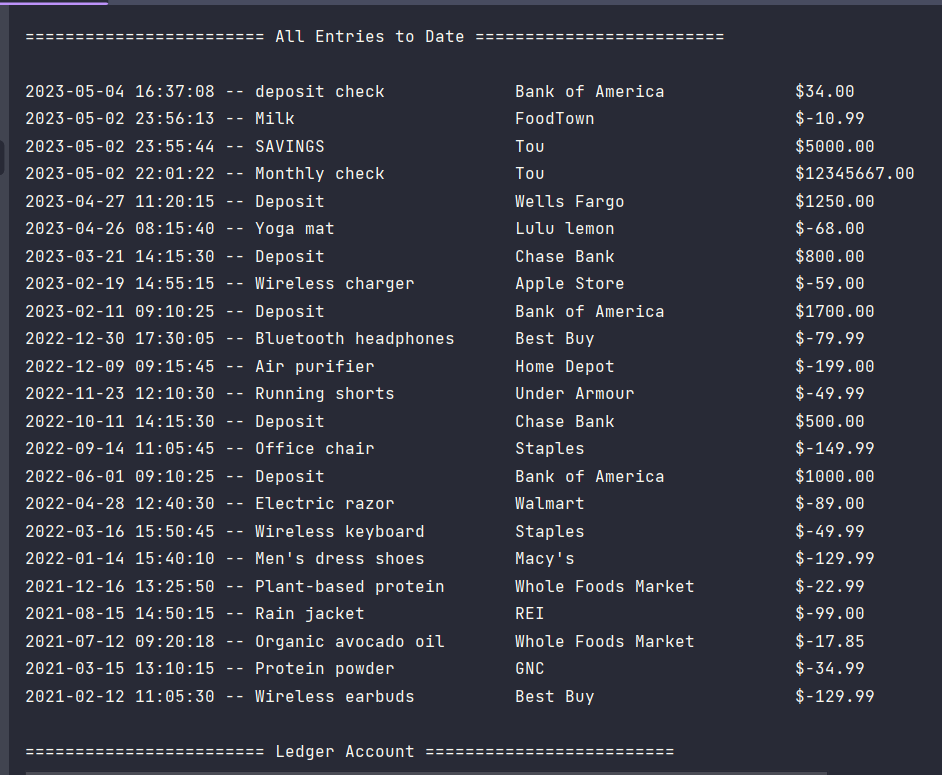 ======================== All Entries to Date =========================
2023-05-04 16:37:08 -- deposit check Bank of America $34.00
2023-05-02 23:56:13 -- Milk FoodTown $-10.99
2023-05-02 23:55:44 -- SAVINGS Tou $5000.00
2023-05-02 22:01:22 -- Monthly check Tou $12345667.00
2023-04-27 11:20:15 -- Deposit Wells Fargo $1250.00
2023-04-26 08:15:40 -- Yoga mat Lulu lemon $-68.00
2023-03-21 14:15:30 -- Deposit Chase Bank $800.00
2023-02-19 14:55:15 -- Wireless charger Apple Store $-59.00
2023-02-11 09:10:25 -- Deposit Bank of America $1700.00
2022-12-30 17:30:05 -- Bluetooth headphones Best Buy $-79.99
2022-12-09 09:15:45 -- Air purifier Home Depot $-199.00
2022-11-23 12:10:30 -- Running shorts Under Armour $-49.99
2022-10-11 14:15:30 -- Deposit Chase Bank $500.00
2022-09-14 11:05:45 -- Office chair Staples $-149.99
2022-06-01 09:10:25 -- Deposit Bank of America $1000.00
2022-04-28 12:40:30 -- Electric razor Walmart $-89.00
2022-03-16 15:50:45 -- Wireless keyboard Staples $-49.99
2022-01-14 15:40:10 -- Men's dress shoes Macy's $-129.99
2021-12-16 13:25:50 -- Plant-based protein Whole Foods Market $-22.99
2021-08-15 14:50:15 -- Rain jacket REI $-99.00
2021-07-12 09:20:18 -- Organic avocado oil Whole Foods Market $-17.85
2021-03-15 13:10:15 -- Protein powder GNC $-34.99
2021-02-12 11:05:30 -- Wireless earbuds Best Buy $-129.99
======================== Ledger Account =========================